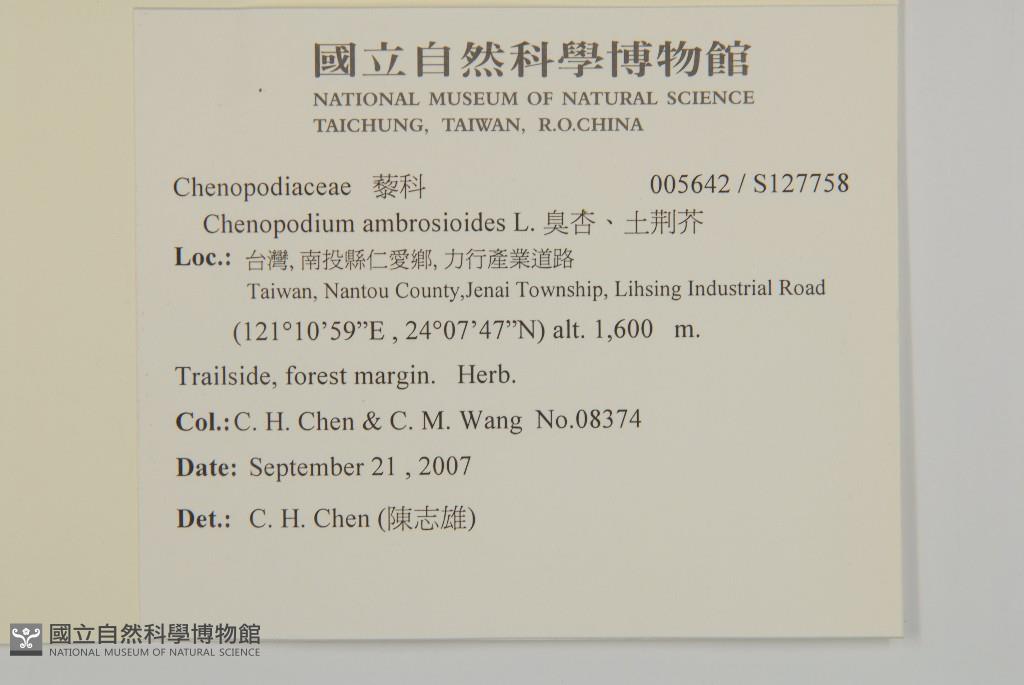 國立自然科學博物館
NATIONAL MUSEUM OF NATURAL SCIENCE
TAICHUNG, TAIWAN, R.O.CHINA
Chenopodiaceae 藜科 005642 / S127758
Chenopodium ambrosioides L. 臭杏、土荆芥
Loc.: 台灣, 南投縣仁愛鄉, 力行產業道路
Taiwan, Nantou County,Jenai Township, Lihsing Industrial Road
(121°10’59”E , 24°07’47”N) alt. 1,600 m.
Trailside, forest margin. Herb.
Col.: C. H. Chen & C. M. Wang No.08374
Date: September 21 , 2007
Det.: C. H. Chen (陳志雄)
國立自然科學博物館
NATIONAL MUSEUM OF NATURAL SCIENCE